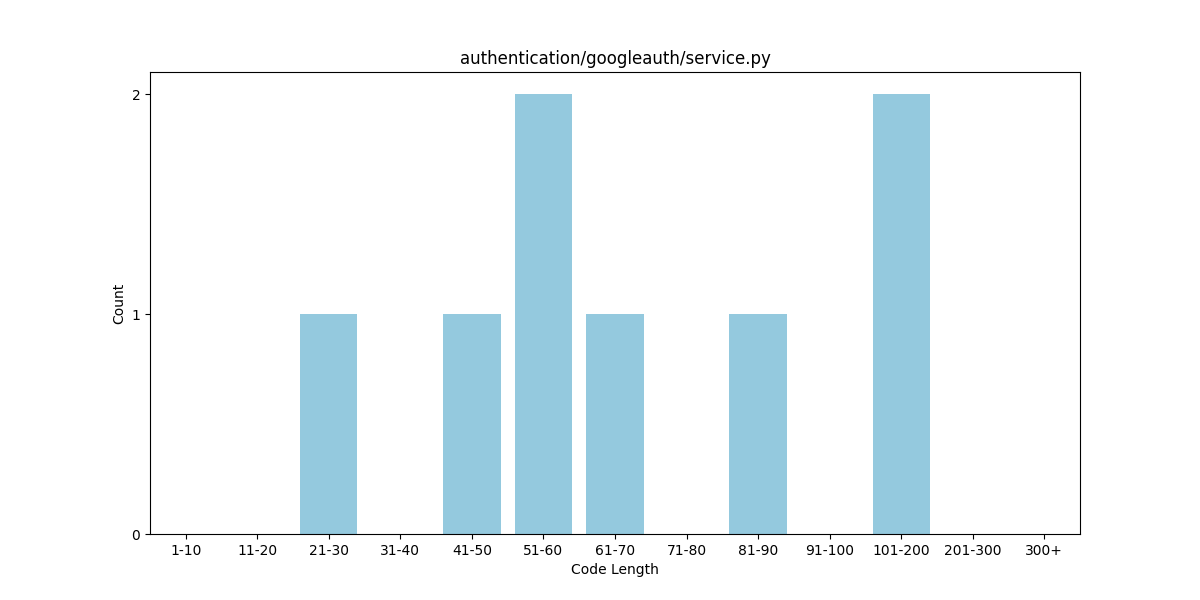 authentication/googleauth/service.py
2
1
0
Count
1-10 11-20 21-30 31-40 41-50 51-60 61-70 71-80 81-90 91-100 101-200 201-300 300+
Code Length